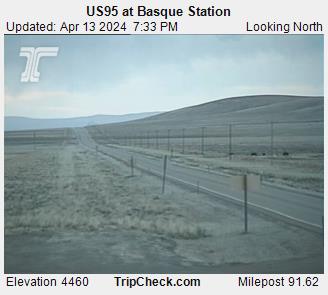 US95 at Basque Station
Updated: Apr 13 2024 7:33 PM Looking North
Elevation 4460 TripCheck.com Milepost 91.62